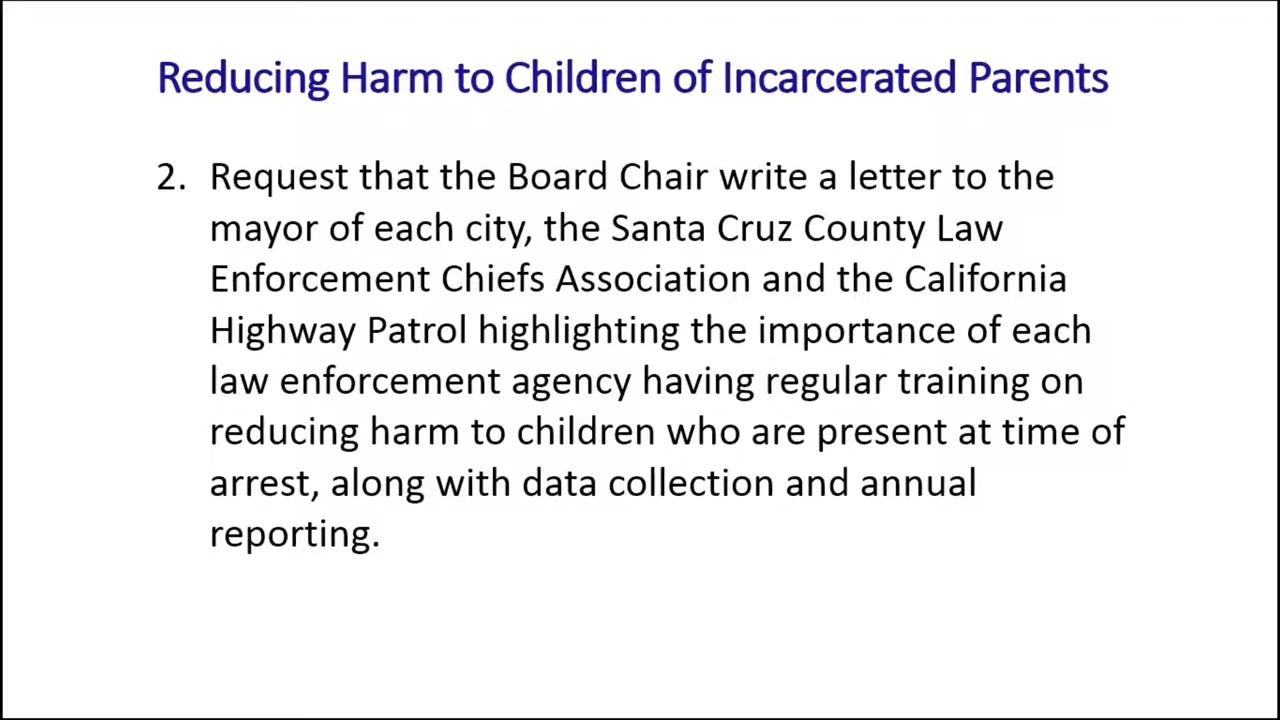 Reducing Harm to Children of Incarcerated Parents
2. Request that the Board Chair write a letter to the
mayor of each city, the Santa Cruz County Law
Enforcement Chiefs Association and the California
Highway Patrol highlighting the importance of each
law enforcement agency having regular training on
reducing harm to children who are present at time of
arrest, along with data collection and annual
reporting.